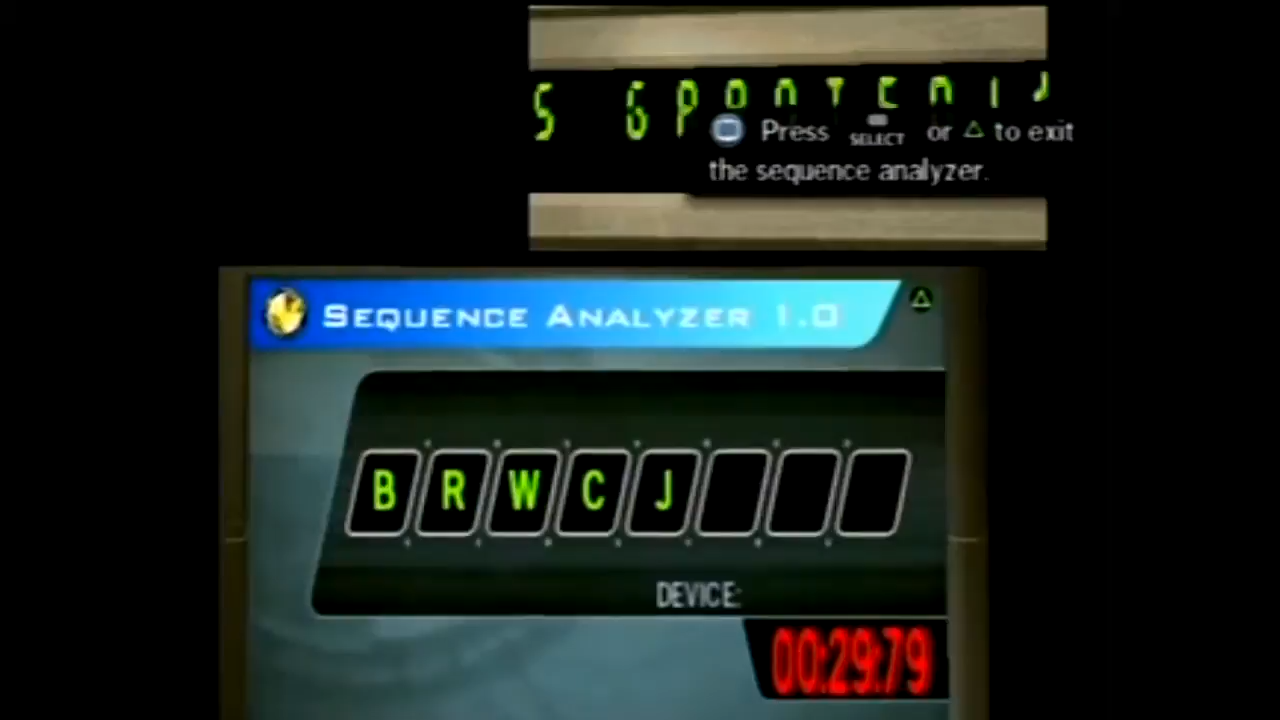 Press SELECT or △ to exit
the sequence analyzer.
SEQUENCE ANALYZER 1.0
B R W C J
DEVICE:
00:29:79